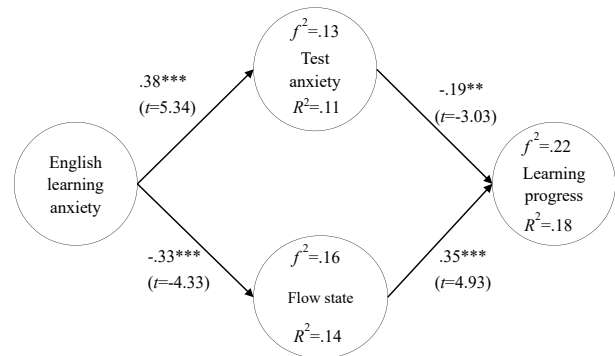 f²=.13
Test
anxiety
R²=.11
.38***
(t=5.34)
-.19**
(t=-3.03)
English
learning
anxiety
f²=.22
Learning
progress
R²=.18
-.33***
(t=-4.33)
f²=.16
Flow state
R²=.14
.35***
(t=4.93)